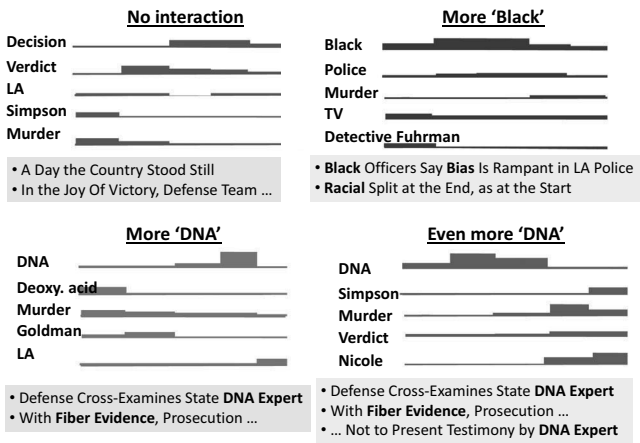 No interaction
Decision
Verdict
LA
Simpson
Murder
• A Day the Country Stood Still
• In the Joy Of Victory, Defense Team …
More 'Black'
Black
Police
Murder
TV
Detective Fuhrman
• Black Officers Say Bias Is Rampant in LA Police
• Racial Split at the End, as at the Start
More 'DNA'
DNA
Deoxy. acid
Murder
Goldman
LA
• Defense Cross-Examines State DNA Expert
• With Fiber Evidence, Prosecution …
Even more 'DNA'
DNA
Simpson
Murder
Verdict
Nicole
• Defense Cross-Examines State DNA Expert
• With Fiber Evidence, Prosecution …
• … Not to Present Testimony by DNA Expert